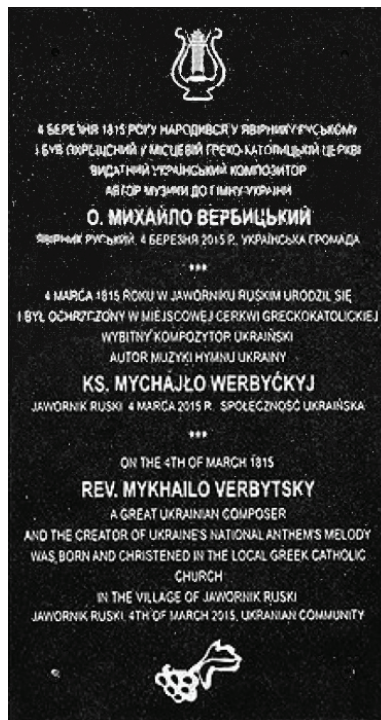 4 БЕРЕЗНЯ 1815 РОКУ НАРОДИВСЯ У ЯВІРНИКУ РУСЬКОМУ
І БУВ ОХРЕЩЕНИЙ У МІСЦЕВІЙ ГРЕКО-КАТОЛИЦЬКІЙ ЦЕРКВІ
ВИДАТНИЙ УКРАЇНСЬКИЙ КОМПОЗИТОР
АВТОР МУЗИКИ ДО ГІМНУ УКРАЇНИ
О. МИХАЙЛО ВЕРБИЦЬКИЙ
ЯВІРНИК РУСЬКИЙ, 4 БЕРЕЗНЯ 2015 Р., УКРАЇНСЬКА ГРОМАДА
***
4 MARCA 1815 ROKU W JAWORNIKU RUSKIM URODZIŁ SIĘ
I BYŁ OCHRZCZONY W MIEJSCOWEJ CERKWI GRECKOKATOLICKIEJ
WYBITNY KOMPOZYTOR UKRAIŃSKI
AUTOR MUZYKI HYMNU UKRAINY
KS. MYCHAJŁO WERBYĆKYJ
JAWORNIK RUSKI 4 MARCA 2015 R. SPOŁECZNOŚĆ UKRAIŃSKA
***
ON THE 4TH OF MARCH 1815
REV. MYKHAILO VERBYTSKY
A GREAT UKRAINIAN COMPOSER
AND THE CREATOR OF UKRAINE'S NATIONAL ANTHEM'S MELODY
WAS BORN AND CHRISTENED IN THE LOCAL GREEK CATHOLIC
CHURCH
IN THE VILLAGE OF JAWORNIK RUSKI
JAWORNIK RUSKI, 4TH OF MARCH 2015, UKRANIAN COMMUNITY